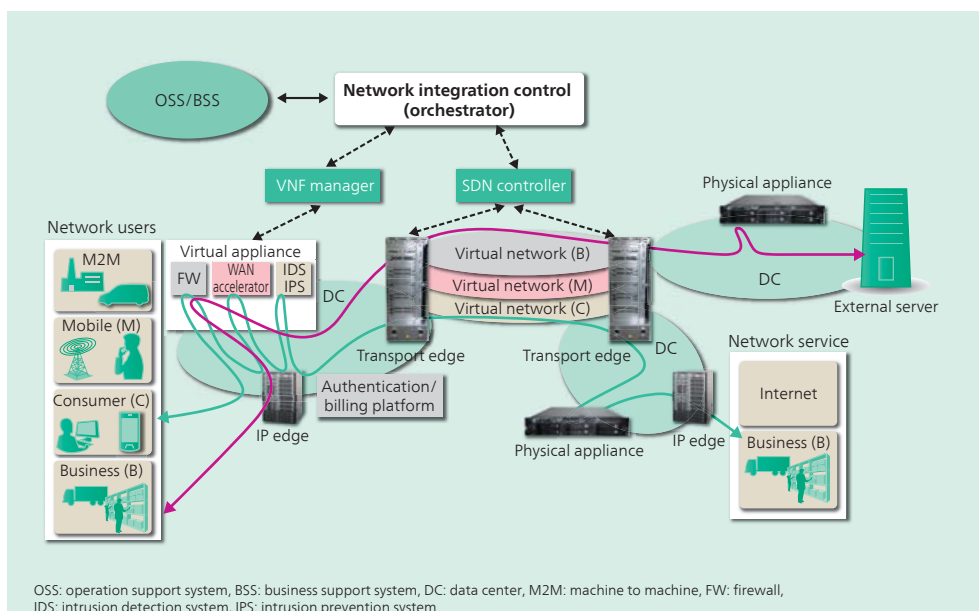 OSS/BSS
Network integration control
(orchestrator)
VNF manager
SDN controller
Physical appliance
Network users
M2M
Mobile (M)
Consumer (C)
Business (B)
Virtual appliance
FW
WAN
accelerator
IDS
IPS
DC
Virtual network (B)
Virtual network (M)
Virtual network (C)
Transport edge
Transport edge
DC
External server
Authentication/
billing platform
IP edge
DC
Physical appliance
IP edge
Network service
Internet
Business (B)
OSS: operation support system, BSS: business support system, DC: data center, M2M: machine to machine, FW: firewall,
IDS: intrusion detection system, IPS: intrusion prevention system